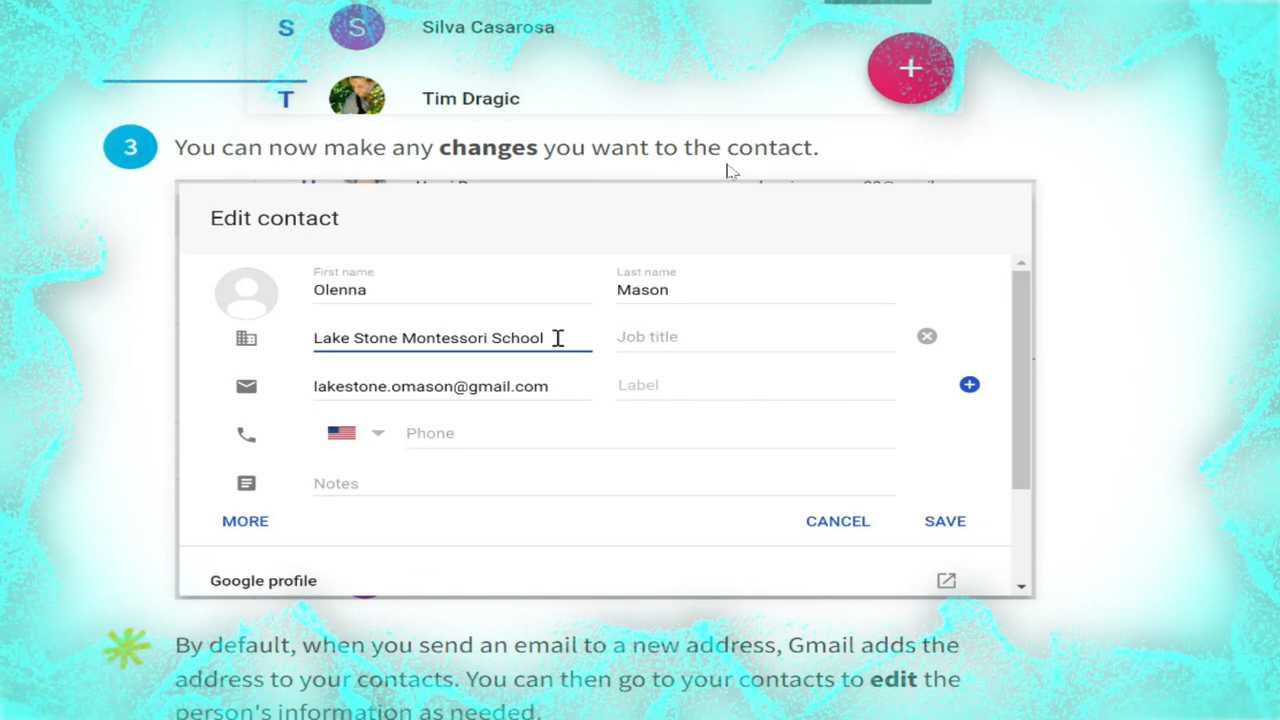 S S Silva Casarosa
+
T Tim Dragic
3 You can now make any changes you want to the contact.
Edit contact
First name Last name
Olenna Mason
Lake Stone Montessori School Job title
lakestone.omason@gmail.com Label
Phone
Notes
MORE CANCEL SAVE
Google profile
By default, when you send an email to a new address, Gmail adds the
address to your contacts. You can then go to your contacts to edit the
person's information as needed.